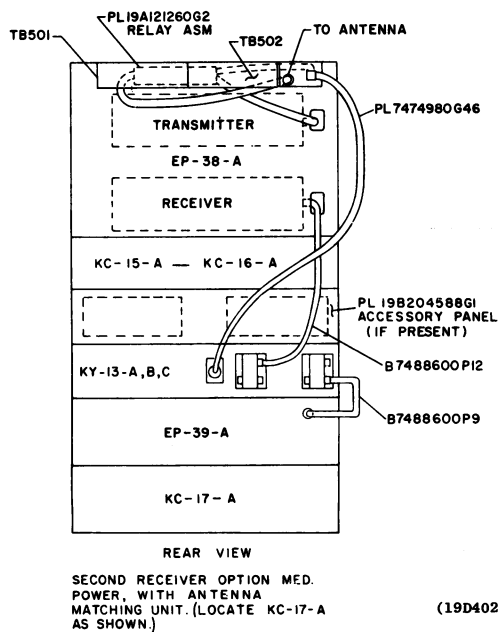 PL19A121260G2
RELAY ASM
TB501
TB502
TO ANTENNA
PL7474980G46
TRANSMITTER
EP-38-A
RECEIVER
KC-15-A — KC-16-A
PL 19B204588G1
ACCESSORY PANEL
(IF PRESENT)
KY-13-A,B,C
B7488600P12
B7488600P9
EP-39-A
KC-17-A
REAR VIEW
SECOND RECEIVER OPTION MED.
POWER, WITH ANTENNA
MATCHING UNIT. (LOCATE KC-17-A
AS SHOWN.)
(19D402